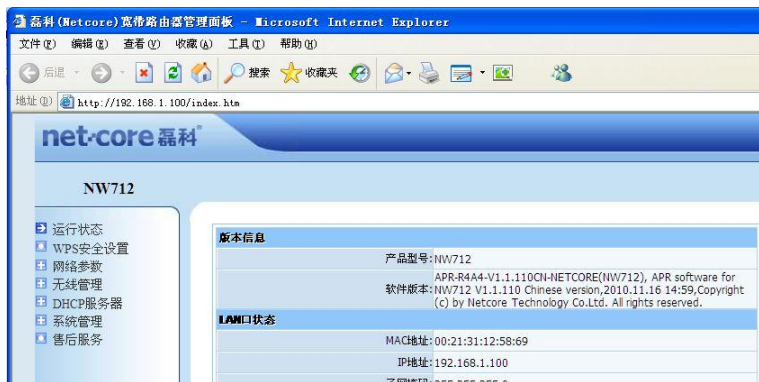 磊科(Netcore)宽带路由器管理面板 - Microsoft Internet Explorer
文件(F) 编辑(E) 查看(V) 收藏(A) 工具(T) 帮助(H)
后退 搜索 收藏夹
地址(D) http://192.168.1.100/index.htm
net-core磊科
NW712
运行状态
WPS安全设置
网络参数
无线管理
DHCP服务器
系统管理
售后服务
版本信息
产品型号:NW712
软件版本:APR-R4A4-V1.1.110CN-NETCORE(NW712), APR software for
NW712 V1.1.110 Chinese version,2010.11.16 14:59,Copyright
(c) by Netcore Technology Co.Ltd. All rights reserved.
LAN口状态
MAC地址:00:21:31:12:58:69
IP地址:192.168.1.100